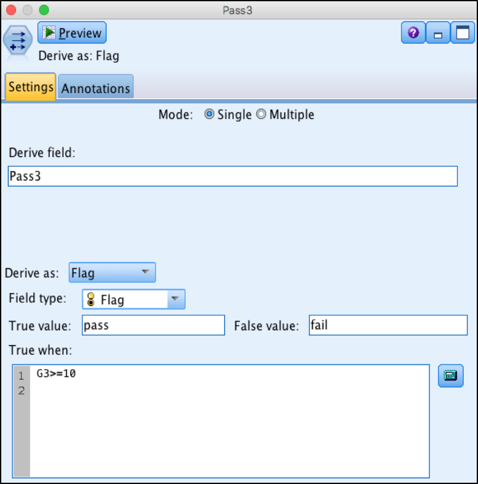 Pass3
Preview
?
Derive as: Flag
Settings Annotations
Mode: Single Multiple
Derive field:
Pass3
Derive as: Flag
Field type: Flag
True value: pass False value: fail
True when:
1 G3>=10
2